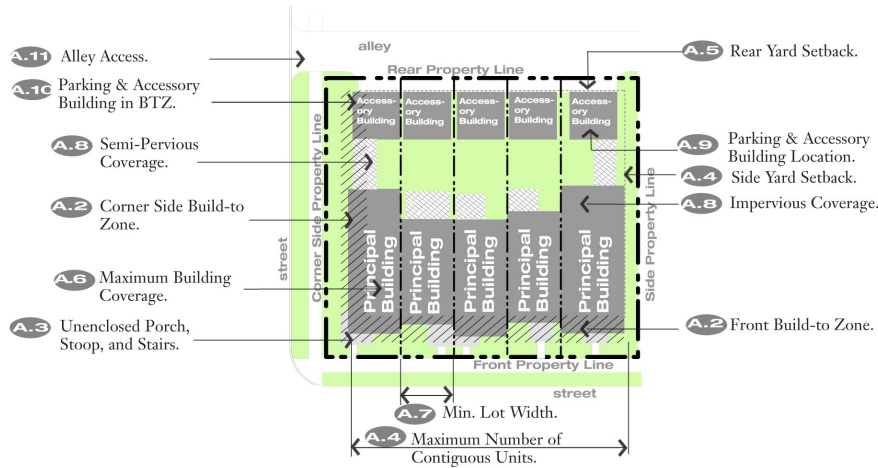 alley
Rear Property Line
A.11 Alley Access.
A.10 Parking & Accessory
Building in BTZ.
A.8 Semi-Pervious
Coverage.
A.2 Corner Side Build-to
Zone.
A.6 Maximum Building
Coverage.
A.3 Unenclosed Porch,
Stoop, and Stairs.
street
Corner Side Property Line
Access-
ory
Building
Access-
ory
Building
Access-
ory
Building
Access-
ory
Building
Access-
ory
Building
Principal
Building
Principal
Building
Principal
Building
Principal
Building
Principal
Building
Side Property Line
A.5 Rear Yard Setback.
A.9 Parking & Accessory
Building Location.
A.4 Side Yard Setback.
A.8 Impervious Coverage.
A.2 Front Build-to Zone.
Front Property Line
street
A.7 Min. Lot Width.
A.4 Maximum Number of
Contiguous Units.